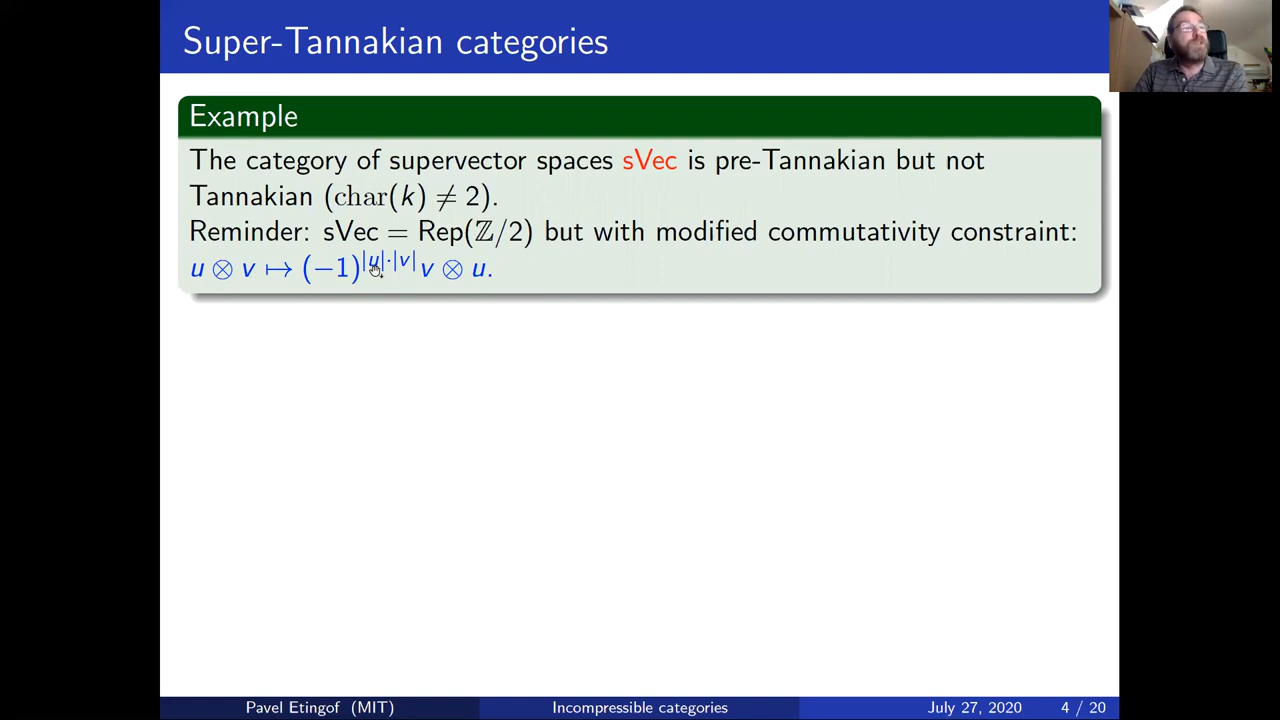 Super-Tannakian categories
Example
The category of supervector spaces sVec is pre-Tannakian but not
Tannakian (char(k) ≠ 2).
Reminder: sVec = Rep(ℤ/2) but with modified commutativity constraint:
u ⊗ v ↦ (−1)^{|u|·|v|} v ⊗ u.
Pavel Etingof (MIT) Incompressible categories July 27, 2020 4 / 20